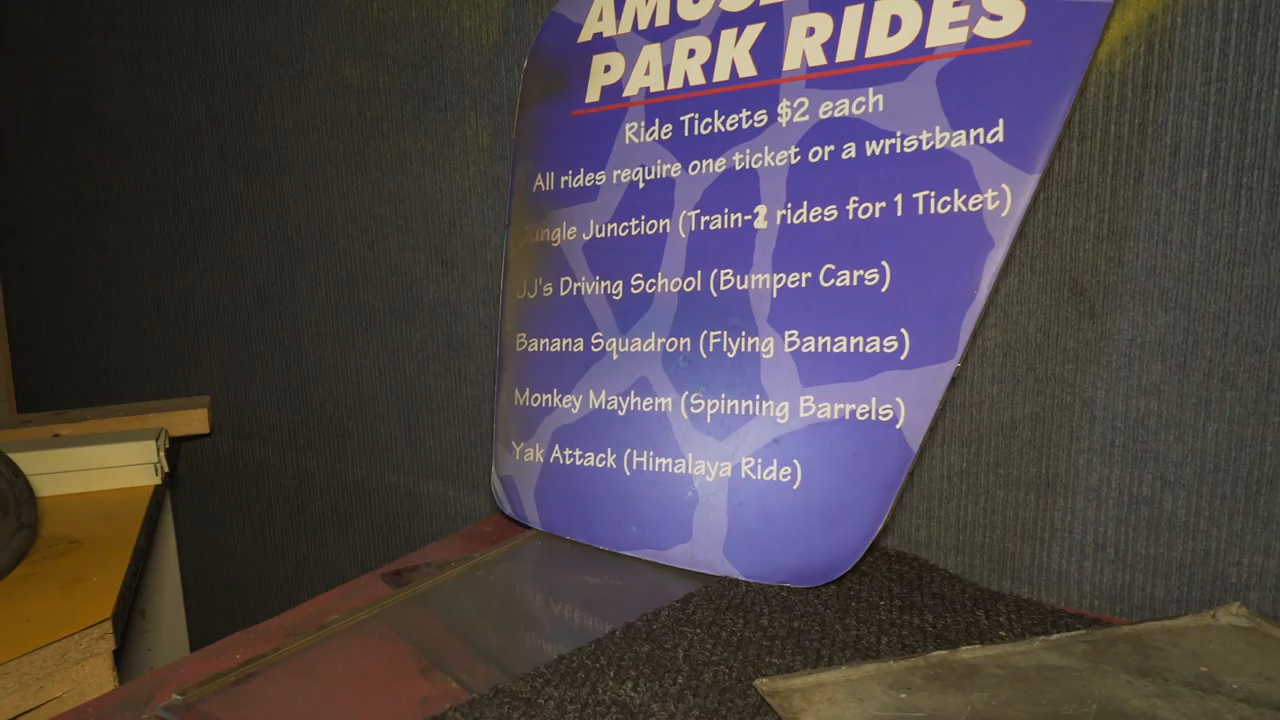 PARK RIDES
Ride Tickets $2 each
All rides require one ticket or a wristband
Jungle Junction (Train-2 rides for 1 Ticket)
JJ's Driving School (Bumper Cars)
Banana Squadron (Flying Bananas)
Monkey Mayhem (Spinning Barrels)
Yak Attack (Himalaya Ride)